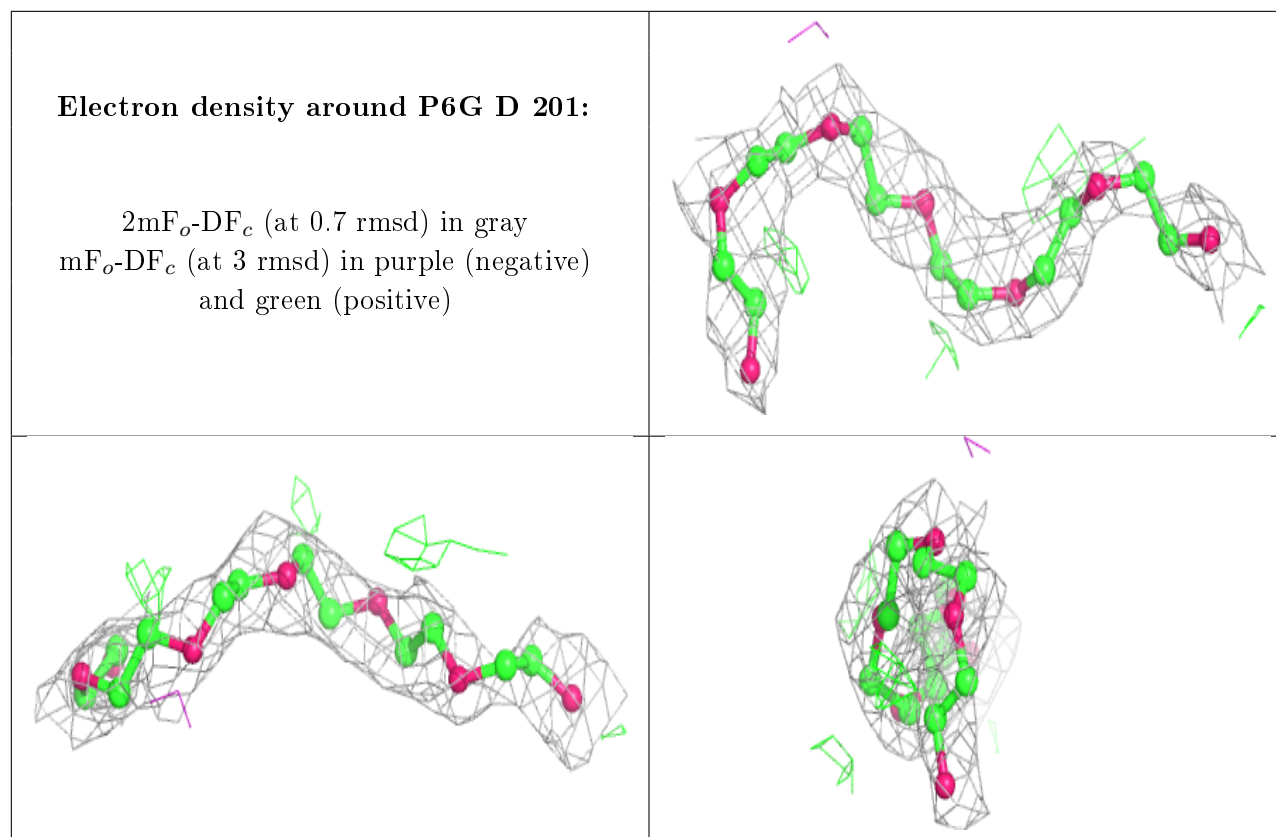 Electron density around P6G D 201:
2mFₒ-DF𝒸 (at 0.7 rmsd) in gray
mFₒ-DF𝒸 (at 3 rmsd) in purple (negative)
and green (positive)